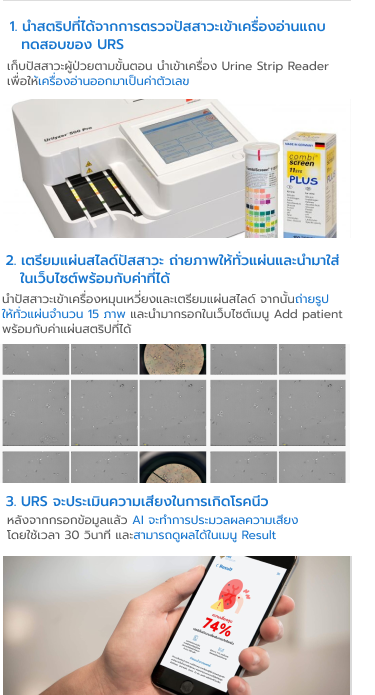 1. นำสตริปที่ได้จากการตรวจปัสสาวะเข้าเครื่องอ่านแถบ
ทดสอบของ URS
เก็บปัสสาวะผู้ป่วยตามขั้นตอน นำเข้าเครื่อง Urine Strip Reader
เพื่อให้เครื่องอ่านออกมาเป็นค่าตัวเลข
Urilyzer 500 Pro
combi
screen
11SYS
PLUS
2. เตรียมแผ่นสไลด์ปัสสาวะ ถ่ายภาพให้ทั่วแผ่นและนำมาใส่
ในเว็บไซต์พร้อมกับค่าที่ได้
นำปัสสาวะเข้าเครื่องหมุนเหวี่ยงและเตรียมแผ่นสไลด์ จากนั้นถ่ายรูป
ให้ทั่วแผ่นจำนวน 15 ภาพ และนำมากรอกในเว็บไซต์เมนู Add patient
พร้อมกับค่าแผ่นสตริปที่ได้
3. URS จะประเมินความเสี่ยงในการเกิดโรคนิ่ว
หลังจากกรอกข้อมูลแล้ว AI จะทำการประมวลผลความเสี่ยง
โดยใช้เวลา 30 วินาที และสามารถดูผลได้ในเมนู Result
Result
74%